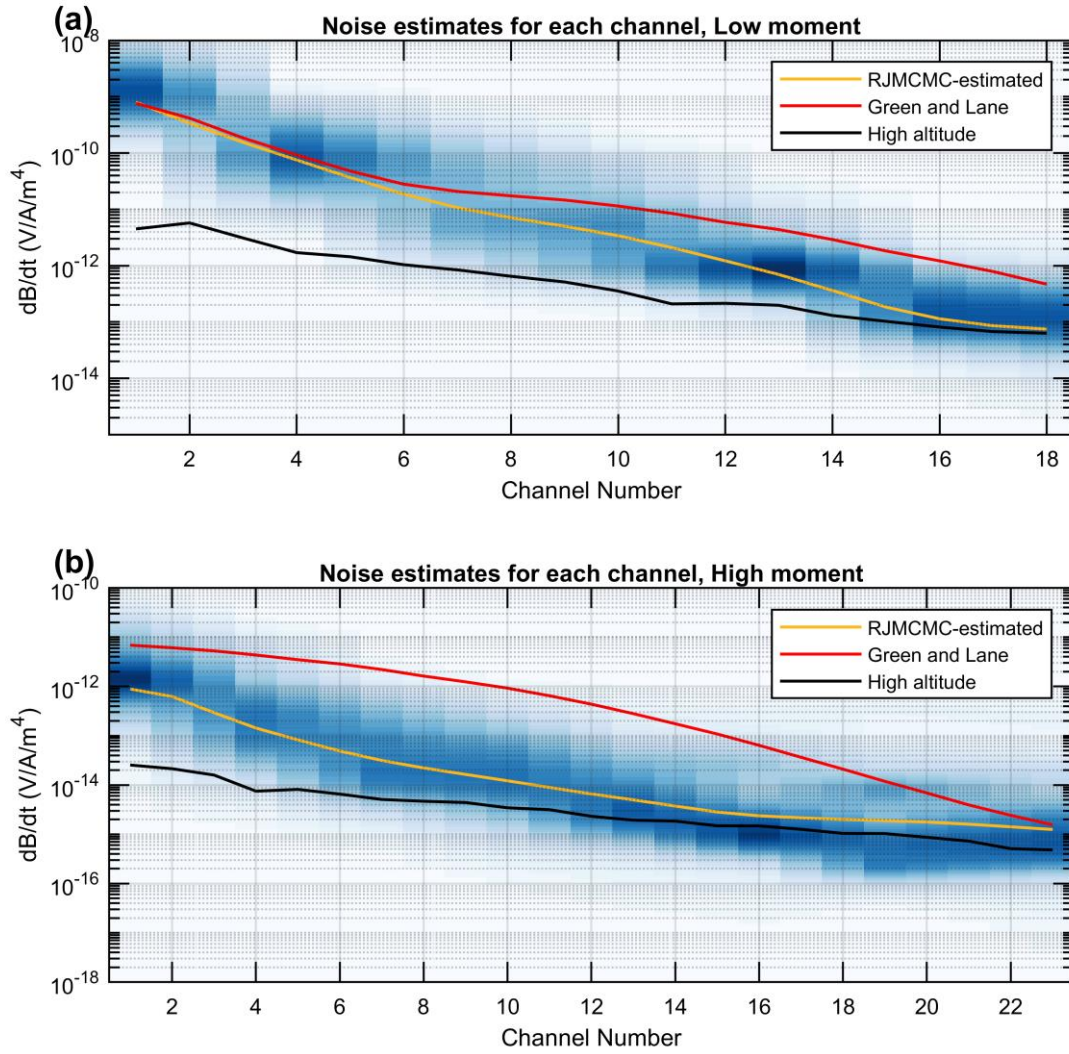 (a)
Noise estimates for each channel, Low moment
10^-8
10^-10
10^-12
10^-14
dB/dt (V/A/m^4)
RJMCMC-estimated
Green and Lane
High altitude
2 4 6 8 10 12 14 16 18
Channel Number
(b)
Noise estimates for each channel, High moment
10^-10
10^-12
10^-14
10^-16
10^-18
dB/dt (V/A/m^4)
RJMCMC-estimated
Green and Lane
High altitude
2 4 6 8 10 12 14 16 18 20 22
Channel Number